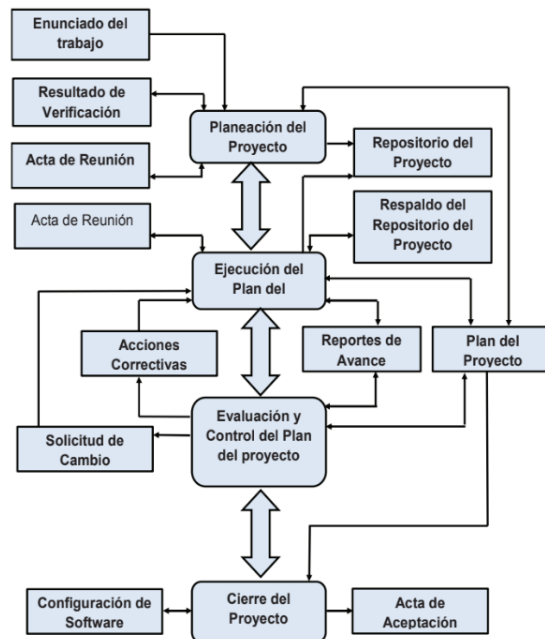 Enunciado del
trabajo
Resultado de
Verificación
Planeación del
Proyecto
Acta de Reunión
Repositorio del
Proyecto
Acta de Reunión
Respaldo del
Repositorio del
Proyecto
Ejecución del
Plan del
Acciones
Correctivas
Reportes de
Avance
Plan del
Proyecto
Evaluación y
Control del Plan
del proyecto
Solicitud de
Cambio
Configuración de
Software
Cierre del
Proyecto
Acta de
Aceptación